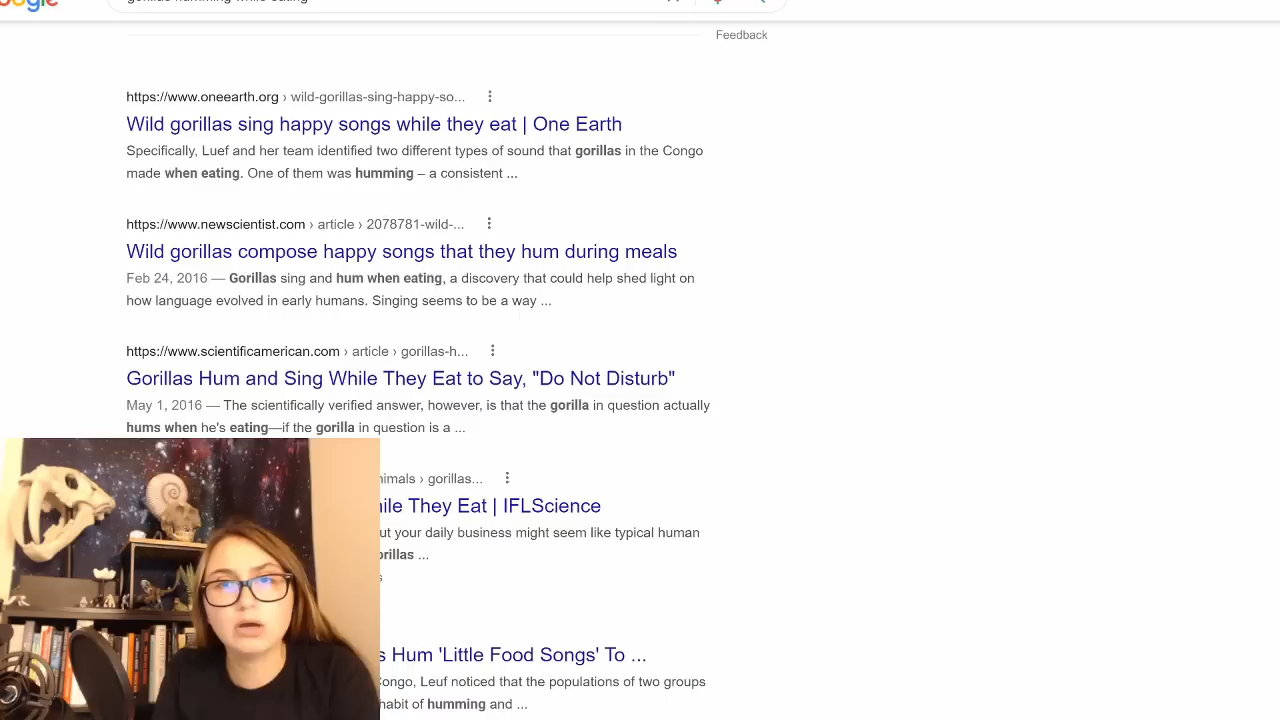 gorillas humming while eating
Feedback
https://www.oneearth.org › wild-gorillas-sing-happy-so...
Wild gorillas sing happy songs while they eat | One Earth
Specifically, Luef and her team identified two different types of sound that gorillas in the Congo
made when eating. One of them was humming – a consistent ...
https://www.newscientist.com › article › 2078781-wild-...
Wild gorillas compose happy songs that they hum during meals
Feb 24, 2016 — Gorillas sing and hum when eating, a discovery that could help shed light on
how language evolved in early humans. Singing seems to be a way ...
https://www.scientificamerican.com › article › gorillas-h...
Gorillas Hum and Sing While They Eat to Say, "Do Not Disturb"
May 1, 2016 — The scientifically verified answer, however, is that the gorilla in question actually
hums when he's eating—if the gorilla in question is a ...
nimals › gorillas...
ile They Eat | IFLScience
ut your daily business might seem like typical human
orillas ...
s
s Hum 'Little Food Songs' To ...
Congo, Leuf noticed that the populations of two groups
habit of humming and ...